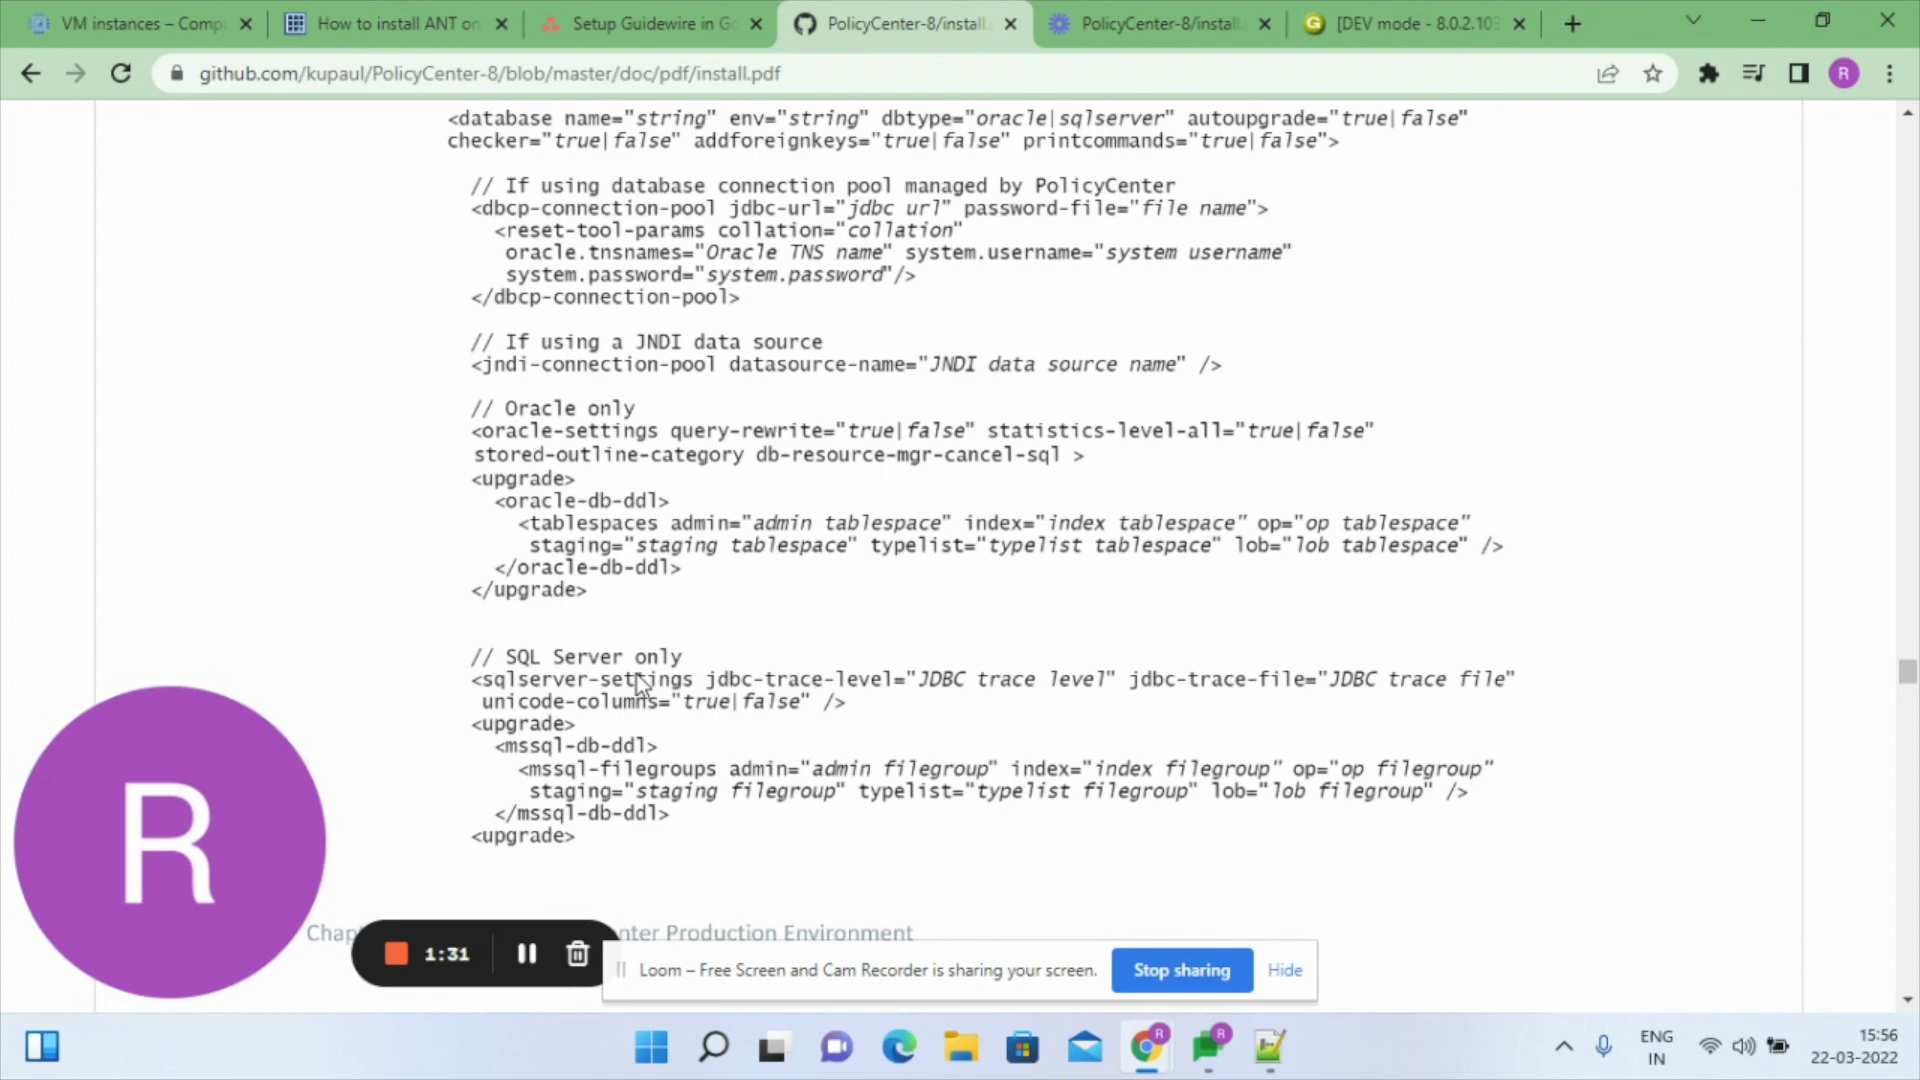 VM instances – Comp
How to install ANT on
Setup Guidewire in Go
PolicyCenter-8/install.
PolicyCenter-8/install.
[DEV mode - 8.0.2.103
github.com/kupaul/PolicyCenter-8/blob/master/doc/pdf/install.pdf
R
<database name="string" env="string" dbtype="oracle|sqlserver" autoupgrade="true|false"
checker="true|false" addforeignkeys="true|false" printcommands="true|false">
// If using database connection pool managed by PolicyCenter
<dbcp-connection-pool jdbc-url="jdbc url" password-file="file name">
<reset-tool-params collation="collation"
oracle.tnsnames="Oracle TNS name" system.username="system username"
system.password="system.password"/>
</dbcp-connection-pool>
// If using a JNDI data source
<jndi-connection-pool datasource-name="JNDI data source name" />
// Oracle only
<oracle-settings query-rewrite="true|false" statistics-level-all="true|false"
stored-outline-category db-resource-mgr-cancel-sql >
<upgrade>
<oracle-db-ddl>
<tablespaces admin="admin tablespace" index="index tablespace" op="op tablespace"
staging="staging tablespace" typelist="typelist tablespace" lob="lob tablespace" />
</oracle-db-ddl>
</upgrade>
// SQL Server only
<sqlserver-settings jdbc-trace-level="JDBC trace level" jdbc-trace-file="JDBC trace file"
unicode-columns="true|false" />
<upgrade>
<mssql-db-ddl>
<mssql-filegroups admin="admin filegroup" index="index filegroup" op="op filegroup"
staging="staging filegroup" typelist="typelist filegroup" lob="lob filegroup" />
</mssql-db-ddl>
<upgrade>
R
Chap
nter Production Environment
1:31
Loom – Free Screen and Cam Recorder is sharing your screen.
Stop sharing
Hide
R
R
ENG
IN
15:56
22-03-2022